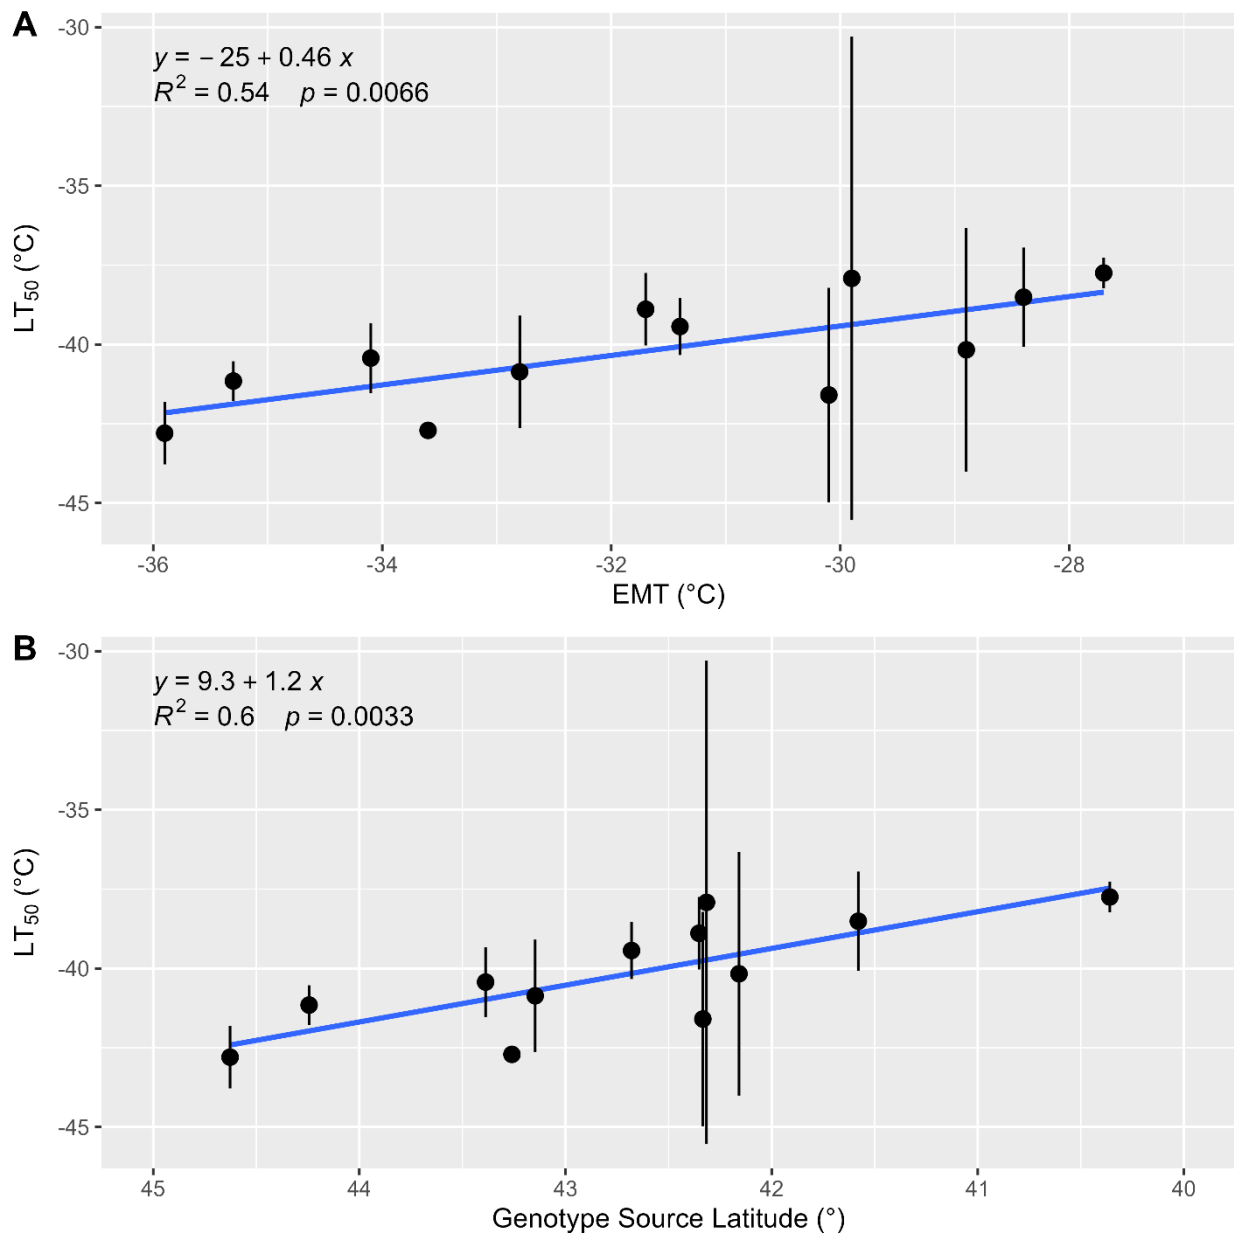 A
y = − 25 + 0.46 x
R² = 0.54 p = 0.0066
-30
-35
-40
-45
LT₅₀ (°C)
-36 -34 -32 -30 -28
EMT (°C)
B
y = 9.3 + 1.2 x
R² = 0.6 p = 0.0033
-30
-35
-40
-45
LT₅₀ (°C)
45 44 43 42 41 40
Genotype Source Latitude (°)